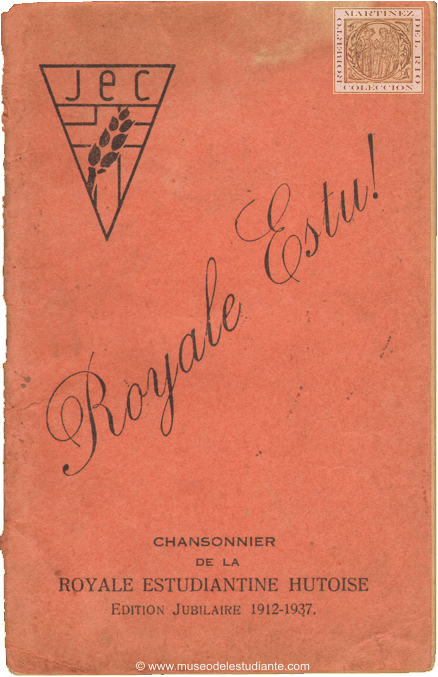 JeC
ROBERTO
MARTINEZ
DEL RIO
COLECCION
Royale Estu!
CHANSONNIER
DE LA
ROYALE ESTUDIANTINE HUTOISE
EDITION JUBILAIRE 1912-1937.
© www.museodelestudiante.com